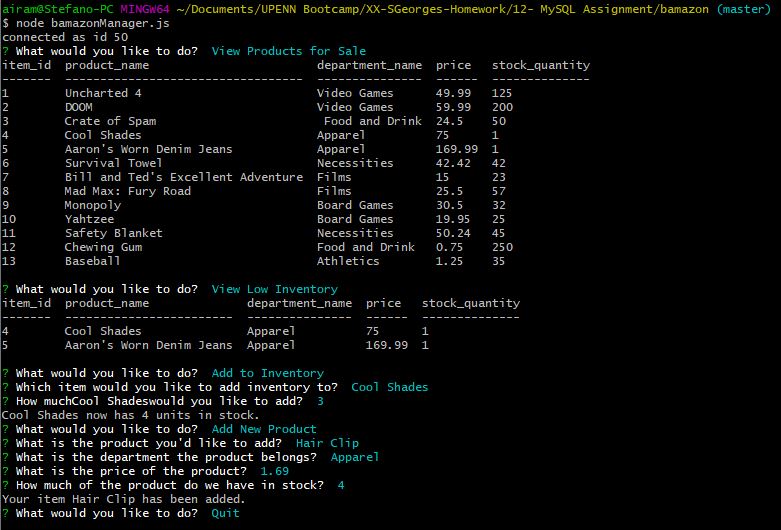 airam@Stefano-PC MINGW64 ~/Documents/UPENN Bootcamp/XX-SGeorges-Homework/12- MySQL Assignment/bamazon (master)
$ node bamazonManager.js
connected as id 50
? What would you like to do?  View Products for Sale
item_id  product_name                        department_name  price   stock_quantity
-------  ----------------------------------  ---------------  ------  --------------
1        Uncharted 4                         Video Games      49.99   125
2        DOOM                                Video Games      59.99   200
3        Crate of Spam                        Food and Drink  24.5    50
4        Cool Shades                         Apparel          75      1
5        Aaron's Worn Denim Jeans            Apparel          169.99  1
6        Survival Towel                      Necessities      42.42   42
7        Bill and Ted's Excellent Adventure  Films            15      23
8        Mad Max: Fury Road                  Films            25.5    57
9        Monopoly                            Board Games      30.5    32
10       Yahtzee                             Board Games      19.95   25
11       Safety Blanket                      Necessities      50.24   45
12       Chewing Gum                         Food and Drink   0.75    250
13       Baseball                            Athletics        1.25    35
? What would you like to do?  View Low Inventory
item_id  product_name              department_name  price   stock_quantity
-------  ------------------------  ---------------  ------  --------------
4        Cool Shades               Apparel          75      1
5        Aaron's Worn Denim Jeans  Apparel          169.99  1
? What would you like to do?  Add to Inventory
? Which item would you like to add inventory to?  Cool Shades
? How muchCool Shadeswould you like to add?  3
Cool Shades now has 4 units in stock.
? What would you like to do?  Add New Product
? What is the product you'd like to add?  Hair Clip
? What is the department the product belongs?  Apparel
? What is the price of the product?  1.69
? How much of the product do we have in stock?  4
Your item Hair Clip has been added.
? What would you like to do?  Quit